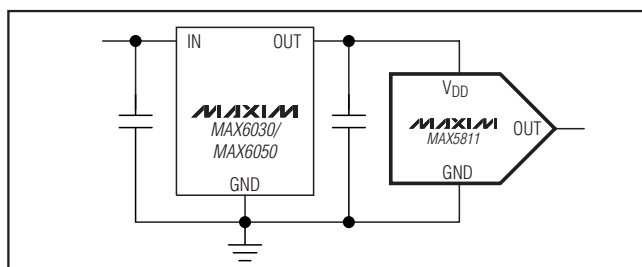 IN OUT
MAXIM
MAX6030/
MAX6050
GND
VDD
MAXIM
MAX5811
OUT
GND